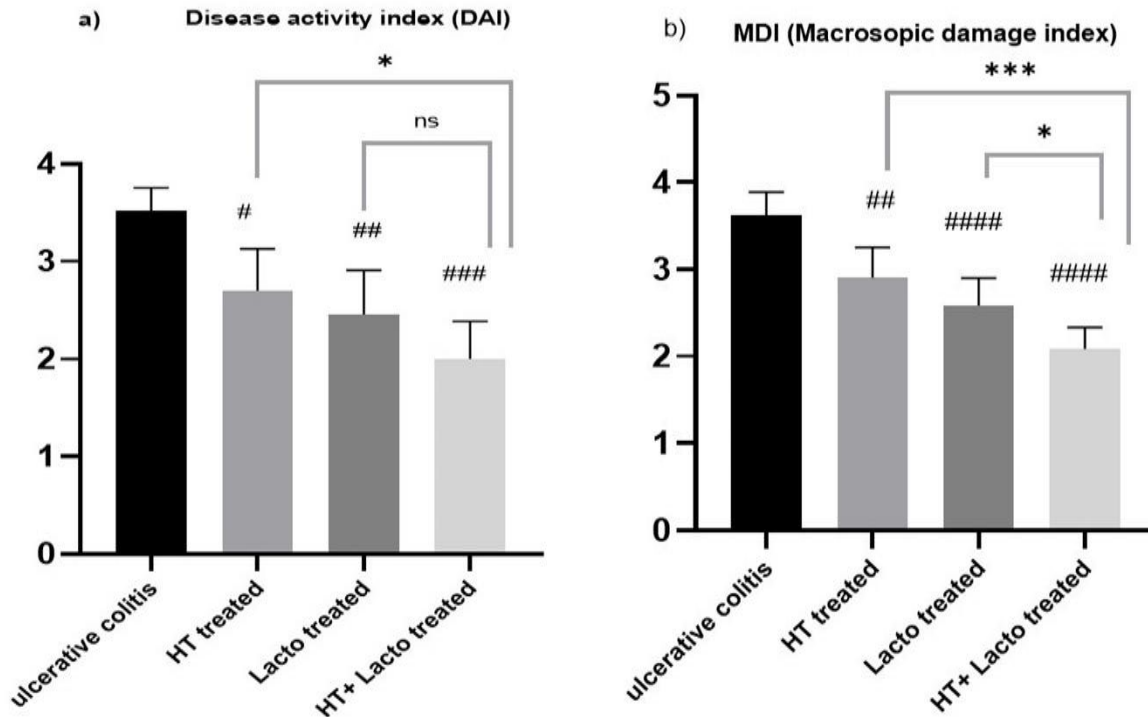 a)
Disease activity index (DAI)
*
ns
4
#
##
3
###
2
1
0
ulcerative colitis
HT treated
Lacto treated
HT+ Lacto treated
b)
MDI (Macrosopic damage index)
***
5
*
4
##
####
3
####
2
1
0
ulcerative colitis
HT treated
Lacto treated
HT+ Lacto treated